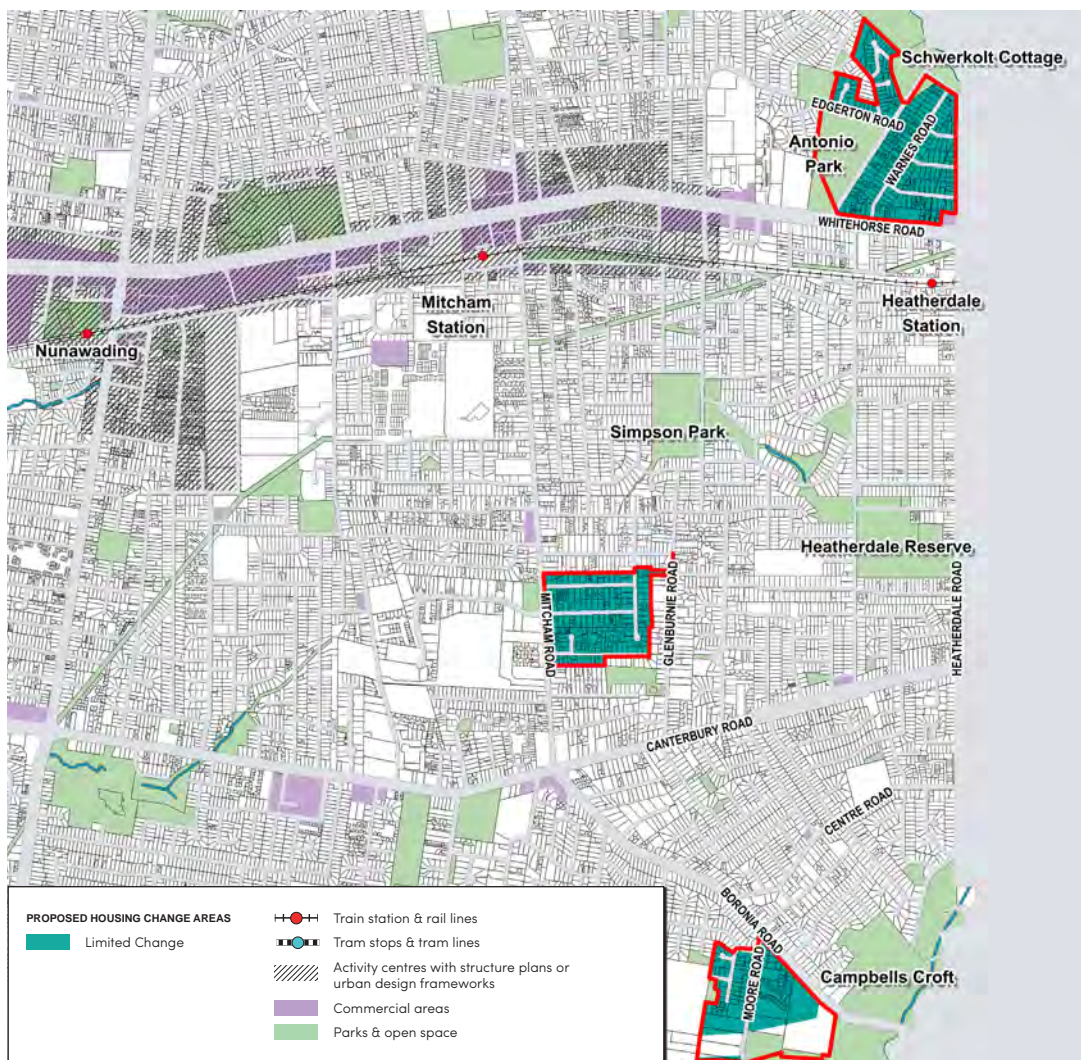 Schwerkolt Cottage
EDGERTON ROAD
Antonio
Park
WARNES ROAD
WHITEHORSE ROAD
Mitcham
Station
Heatherdale
Station
Nunawading
Simpson Park
Heatherdale Reserve
MITCHAM ROAD
GLENBURNIE ROAD
HEATHERDALE ROAD
CANTERBURY ROAD
CENTRE ROAD
BORONIA ROAD
MOORE ROAD
Campbells Croft
PROPOSED HOUSING CHANGE AREAS
Limited Change
Train station & rail lines
Tram stops & tram lines
Activity centres with structure plans or
urban design frameworks
Commercial areas
Parks & open space